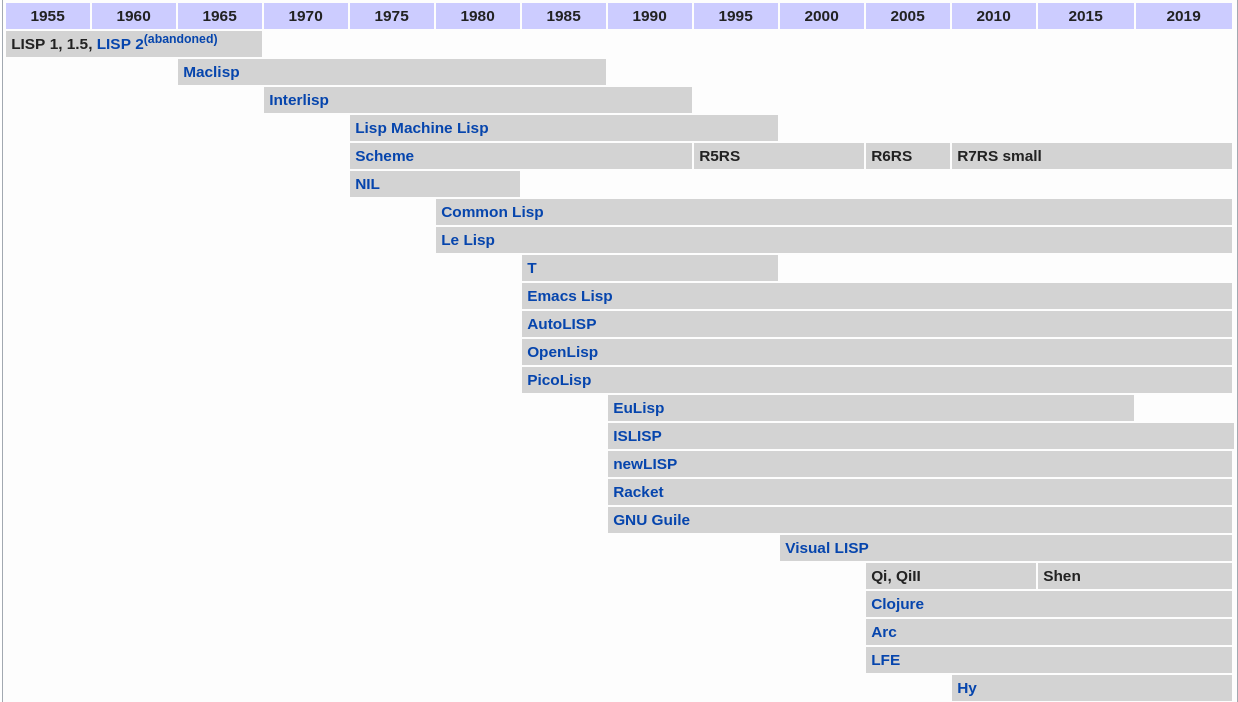 1955 1960 1965 1970 1975 1980 1985 1990 1995 2000 2005 2010 2015 2019
LISP 1, 1.5, LISP 2(abandoned)
Maclisp
Interlisp
Lisp Machine Lisp
Scheme R5RS R6RS R7RS small
NIL
Common Lisp
Le Lisp
T
Emacs Lisp
AutoLISP
OpenLisp
PicoLisp
EuLisp
ISLISP
newLISP
Racket
GNU Guile
Visual LISP
Qi, QiII Shen
Clojure
Arc
LFE
Hy